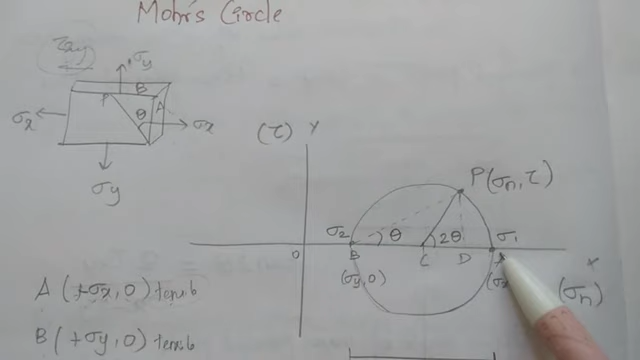 Mohr's Circle
τxy
σy
B
P
A
θ
σx
σx
σy
(τ) Y
P(σn, τ)
σ2
θ
2θ
σ1
O
B
C
D
A
X
(σy, 0)
(σx
(σn)
A (+σx, 0) tensile
B (+σy, 0) tensile